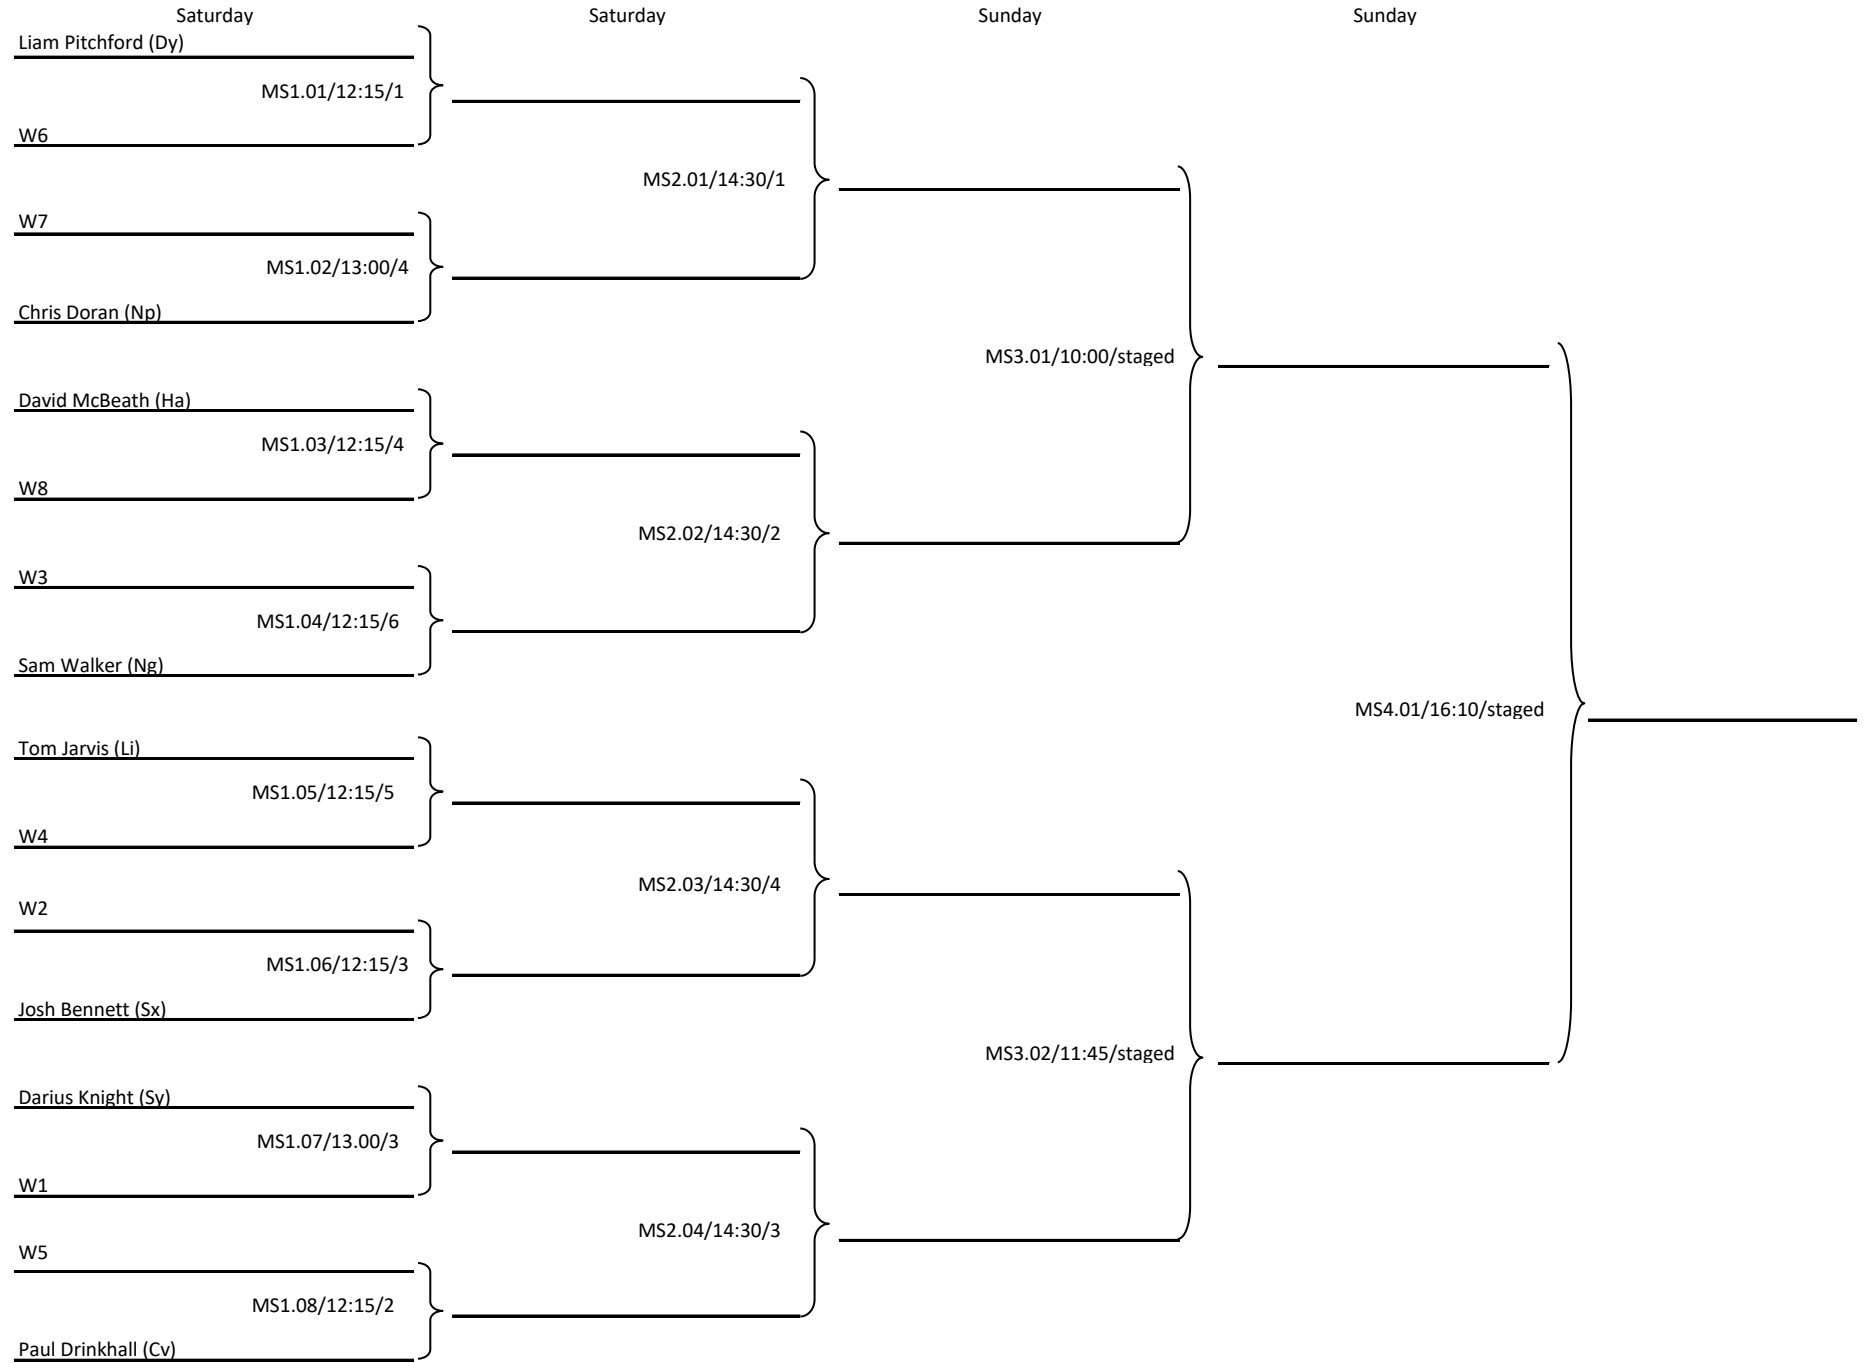 Saturday
Saturday
Sunday
Sunday
Liam Pitchford (Dy)
MS1.01/12:15/1
W6
MS2.01/14:30/1
W7
MS1.02/13:00/4
Chris Doran (Np)
MS3.01/10:00/staged
David McBeath (Ha)
MS1.03/12:15/4
W8
MS2.02/14:30/2
W3
MS1.04/12:15/6
Sam Walker (Ng)
MS4.01/16:10/staged
Tom Jarvis (Li)
MS1.05/12:15/5
W4
MS2.03/14:30/4
W2
MS1.06/12:15/3
Josh Bennett (Sx)
MS3.02/11:45/staged
Darius Knight (Sy)
MS1.07/13.00/3
W1
MS2.04/14:30/3
W5
MS1.08/12:15/2
Paul Drinkhall (Cv)